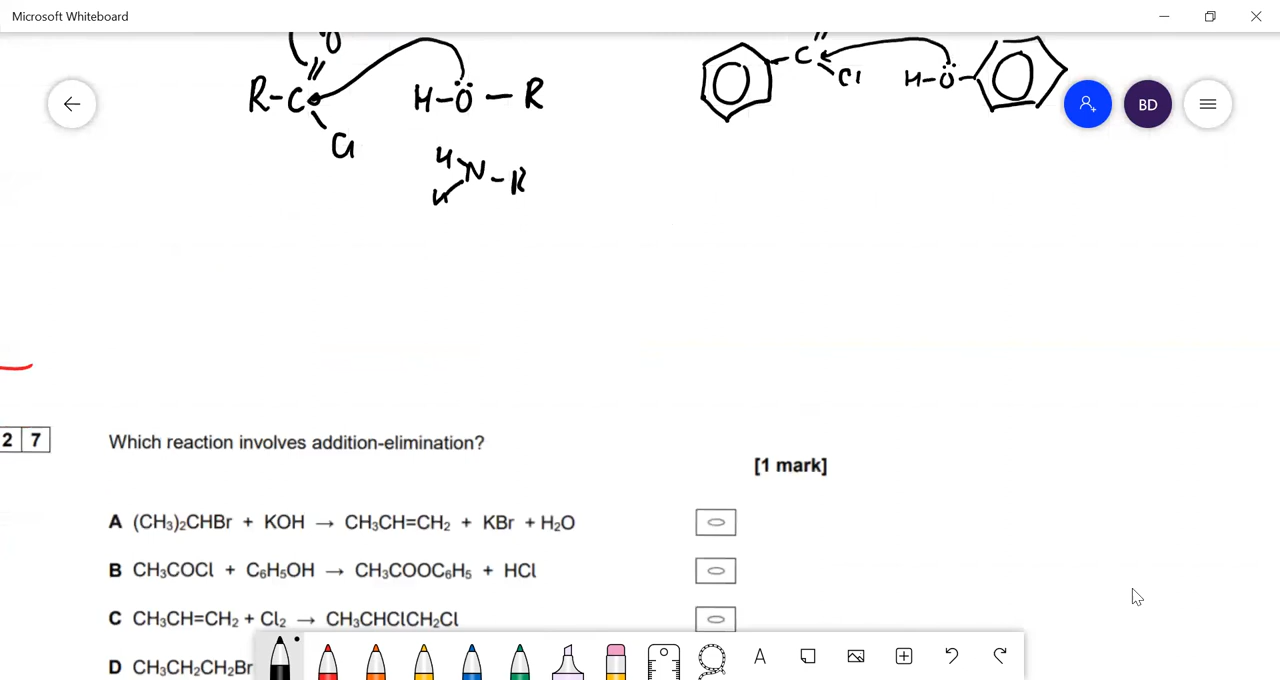 Microsoft Whiteboard
O
R-C
Cl
H-Ö-R
H
N-R
H
C
Cl
H-Ö
BD
2 7
Which reaction involves addition-elimination?
[1 mark]
A (CH₃)₂CHBr + KOH → CH₃CH=CH₂ + KBr + H₂O
B CH₃COCl + C₆H₅OH → CH₃COOC₆H₅ + HCl
C CH₃CH=CH₂ + Cl₂ → CH₃CHClCH₂Cl
D CH₃CH₂CH₂Br
A